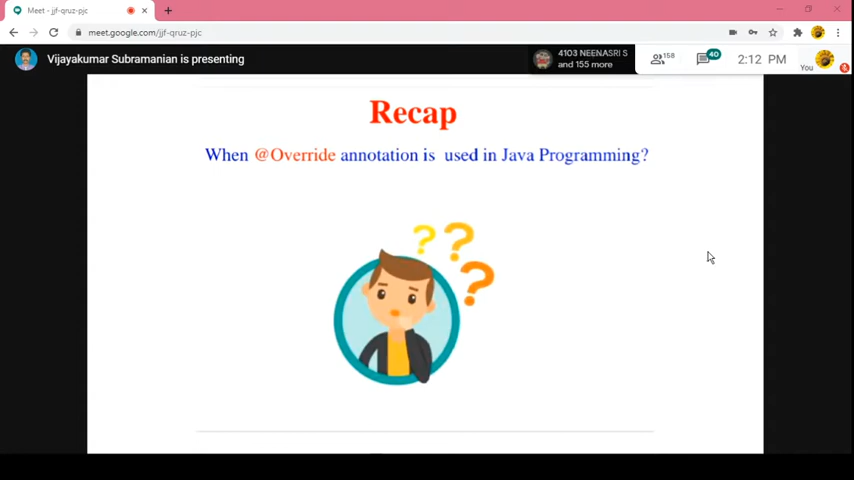 Meet - jjf-qruz-pjc
meet.google.com/jjf-qruz-pjc
Vijayakumar Subramanian is presenting
4103 NEENASRI S
and 155 more
158
40
2:12 PM
You
Recap
When @Override annotation is used in Java Programming?
? ? ?